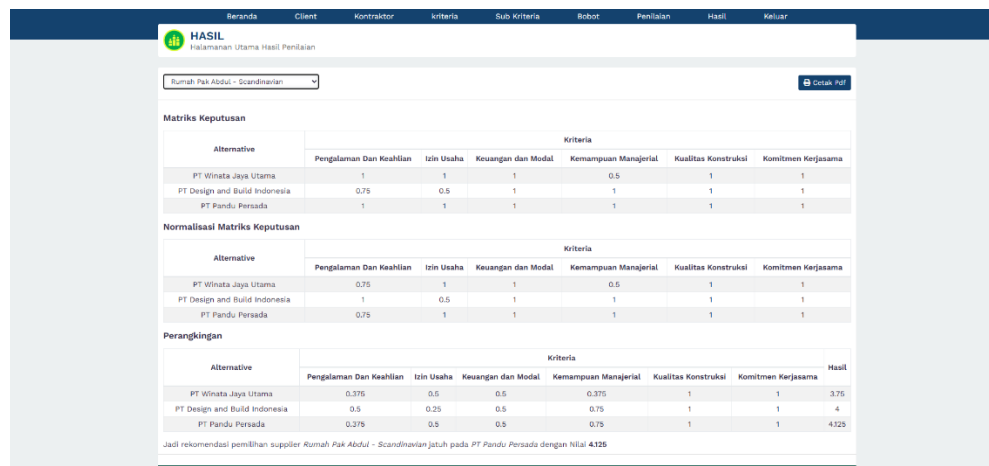 Beranda Client Kontraktor kriteria Sub Kriteria Bobot Penilaian Hasil Keluar
HASIL
Halamanan Utama Hasil Penilaian
Rumah Pak Abdul - Scandinavian
Cetak Pdf
Matriks Keputusan
Alternative Kriteria
Pengalaman Dan Keahlian Izin Usaha Keuangan dan Modal Kemampuan Manajerial Kualitas Konstruksi Komitmen Kerjasama
PT Winata Jaya Utama 1 1 1 0.5 1 1
PT Design and Build Indonesia 0.75 0.5 1 1 1 1
PT Pandu Persada 1 1 1 1 1 1
Normalisasi Matriks Keputusan
Alternative Kriteria
Pengalaman Dan Keahlian Izin Usaha Keuangan dan Modal Kemampuan Manajerial Kualitas Konstruksi Komitmen Kerjasama
PT Winata Jaya Utama 0.75 1 1 0.5 1 1
PT Design and Build Indonesia 1 0.5 1 1 1 1
PT Pandu Persada 0.75 1 1 1 1 1
Perangkingan
Alternative Kriteria Hasil
Pengalaman Dan Keahlian Izin Usaha Keuangan dan Modal Kemampuan Manajerial Kualitas Konstruksi Komitmen Kerjasama
PT Winata Jaya Utama 0.375 0.5 0.5 0.375 1 1 3.75
PT Design and Build Indonesia 0.5 0.25 0.5 0.75 1 1 4
PT Pandu Persada 0.375 0.5 0.5 0.75 1 1 4.125
Jadi rekomendasi pemilihan supplier Rumah Pak Abdul - Scandinavian jatuh pada PT Pandu Persada dengan Nilai 4.125